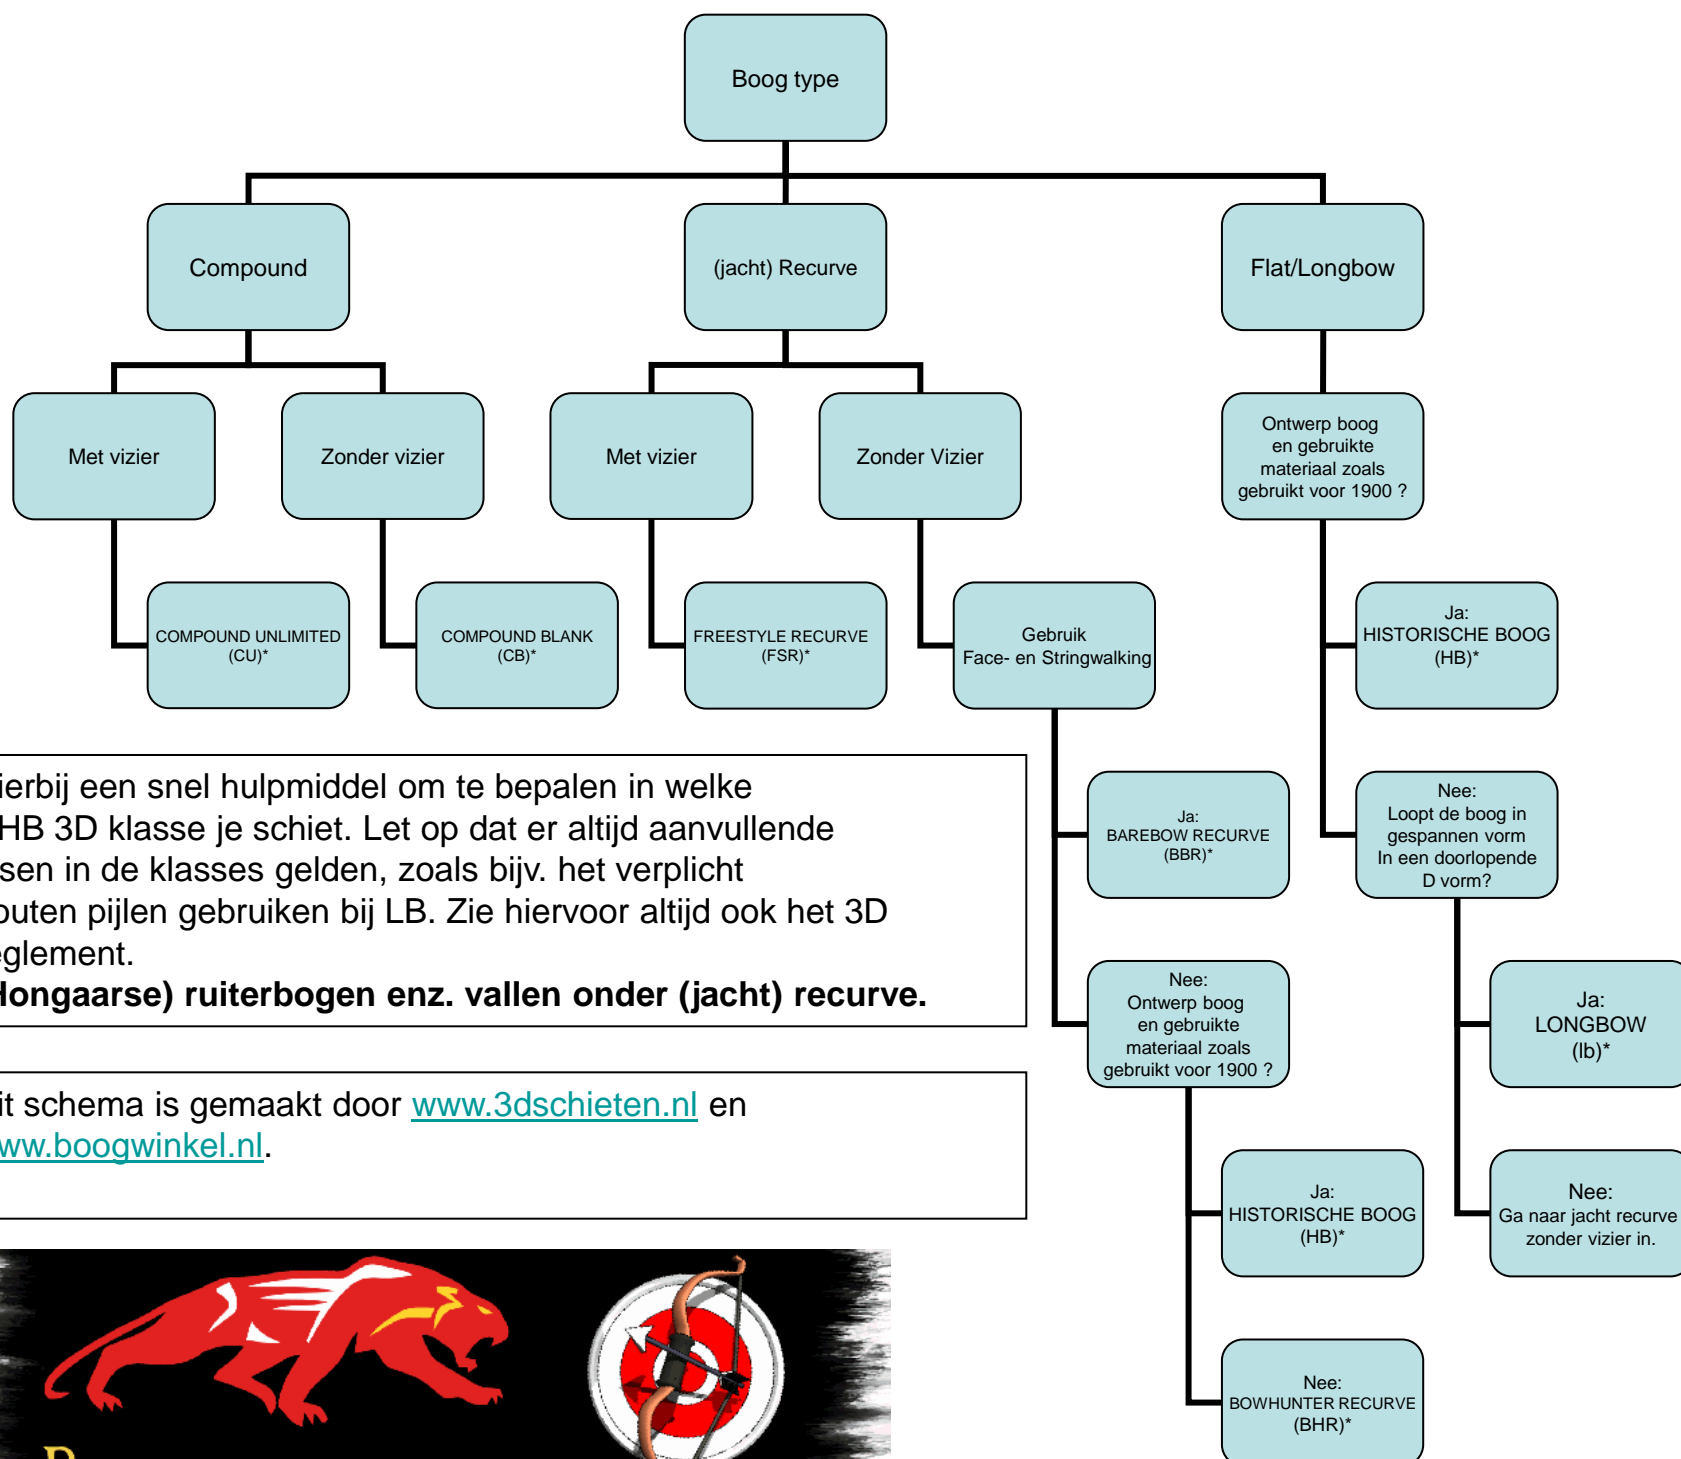 Boog type
Compound
(jacht) Recurve
Flat/Longbow
Met vizier
Zonder vizier
Met vizier
Zonder Vizier
Ontwerp boog
en gebruikte
materiaal zoals
gebruikt voor 1900 ?
COMPOUND UNLIMITED
(CU)*
COMPOUND BLANK
(CB)*
FREESTYLE RECURVE
(FSR)*
Gebruik
Face- en Stringwalking
Ja:
HISTORISCHE BOOG
(HB)*
ierbij een snel hulpmiddel om te bepalen in welke
HB 3D klasse je schiet. Let op dat er altijd aanvullende
sen in de klasses gelden, zoals bijv. het verplicht
outen pijlen gebruiken bij LB. Zie hiervoor altijd ook het 3D
eglement.
Hongaarse) ruiterbogen enz. vallen onder (jacht) recurve.
Ja:
BAREBOW RECURVE
(BBR)*
Nee:
Loopt de boog in
gespannen vorm
In een doorlopende
D vorm?
Nee:
Ontwerp boog
en gebruikte
materiaal zoals
gebruikt voor 1900 ?
Ja:
LONGBOW
(lb)*
it schema is gemaakt door www.3dschieten.nl en
ww.boogwinkel.nl.
Ja:
HISTORISCHE BOOG
(HB)*
Nee:
Ga naar jacht recurve
zonder vizier in.
Nee:
BOWHUNTER RECURVE
(BHR)*